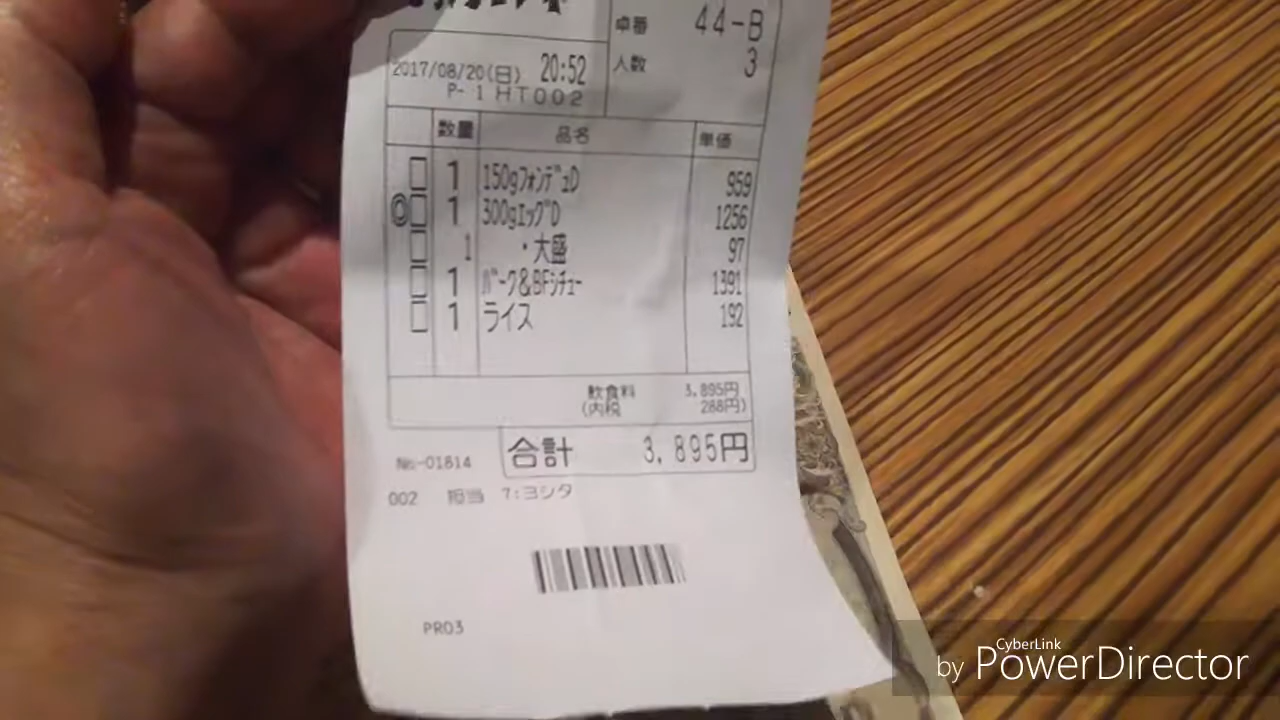 卓番 44-B
2017/08/20(日) 20:52
人数 3
P- 1 HT002
数量 品名 単価
1 150gフォンデュD 959
◎ 1 300gエッグD 1256
1 ・大盛 97
1 バーグ&BFシチュー 1391
1 ライス 192
飲食料 3,895円
(内税 288円)
合計 3,895円
No-01814
002 担当 7:ヨシタ
PR03
CyberLink
by PowerDirector